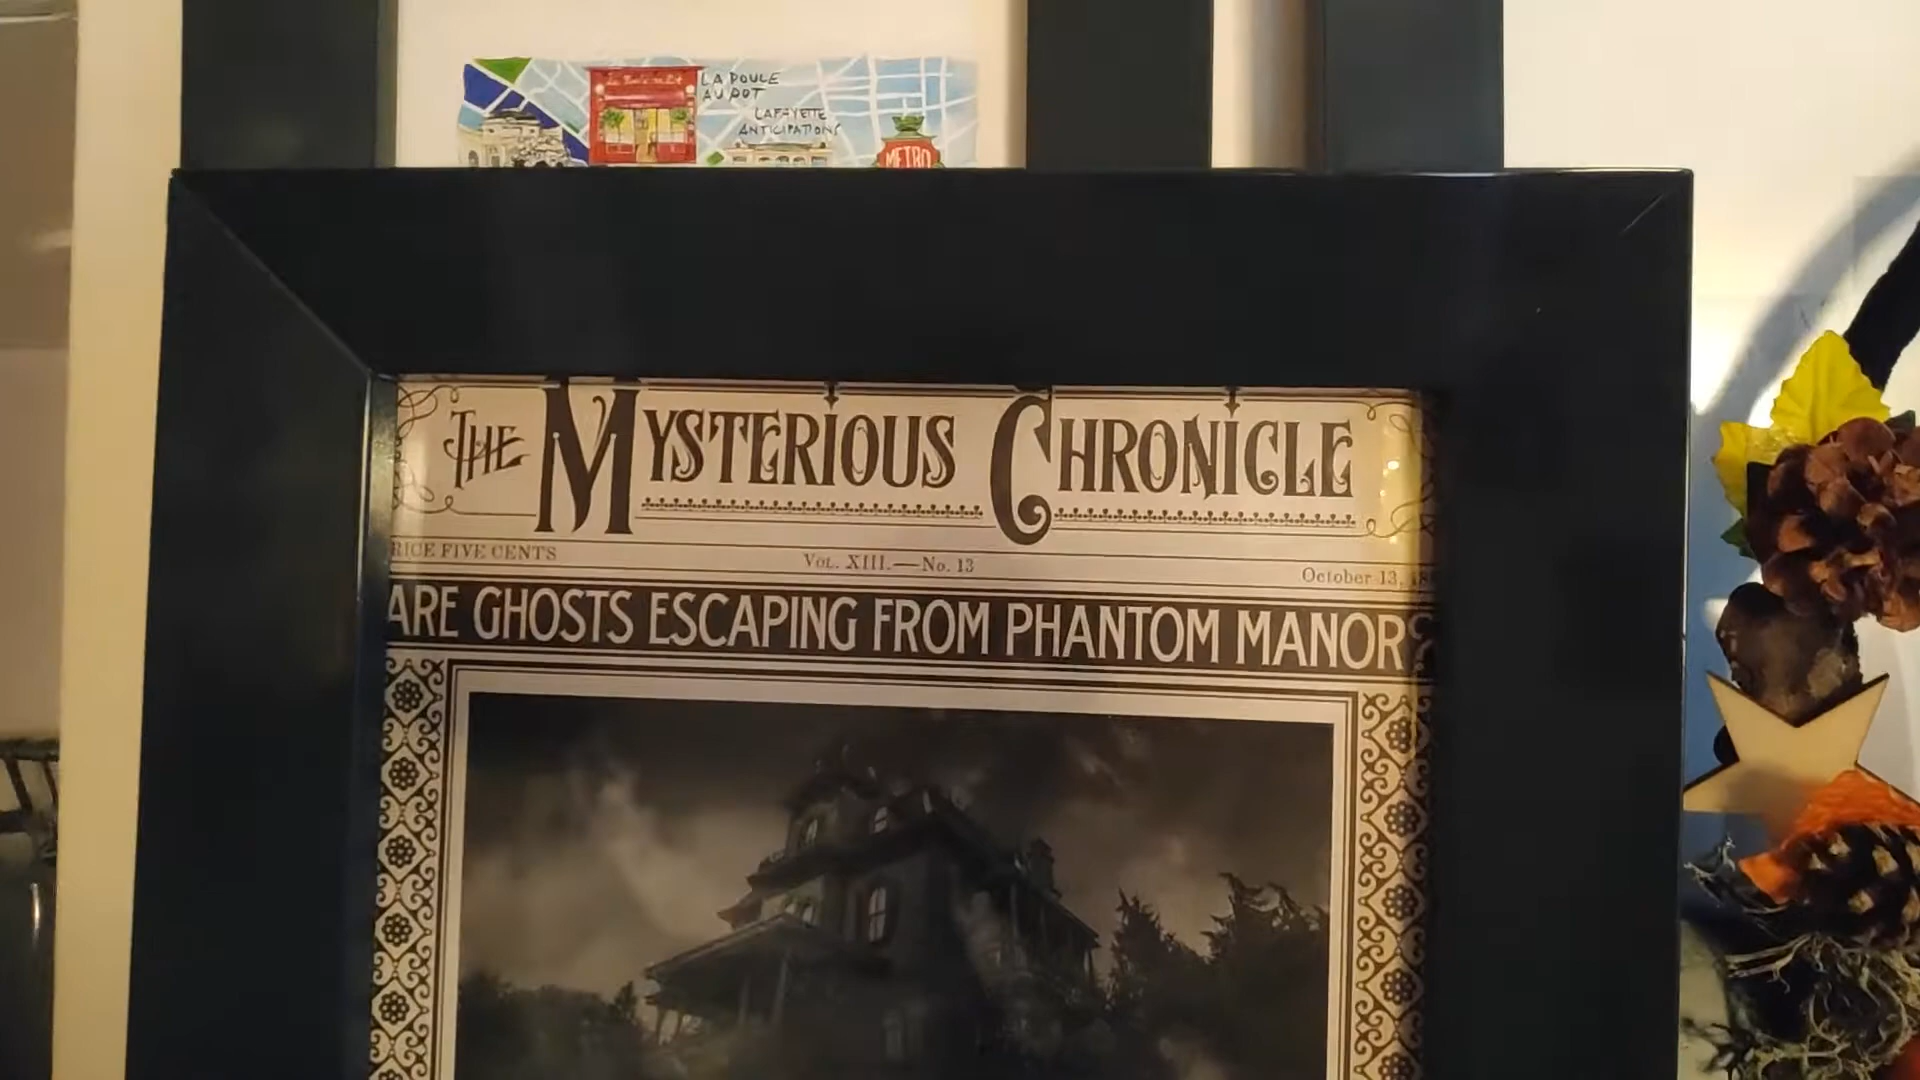 LA POULE
AU POT
LAFAYETTE
ANTICIPATIONS
METRO
THE MYSTERIOUS CHRONICLE
RICE FIVE CENTS
VOL. XIII.—No. 13
October 13, 18
ARE GHOSTS ESCAPING FROM PHANTOM MANOR?